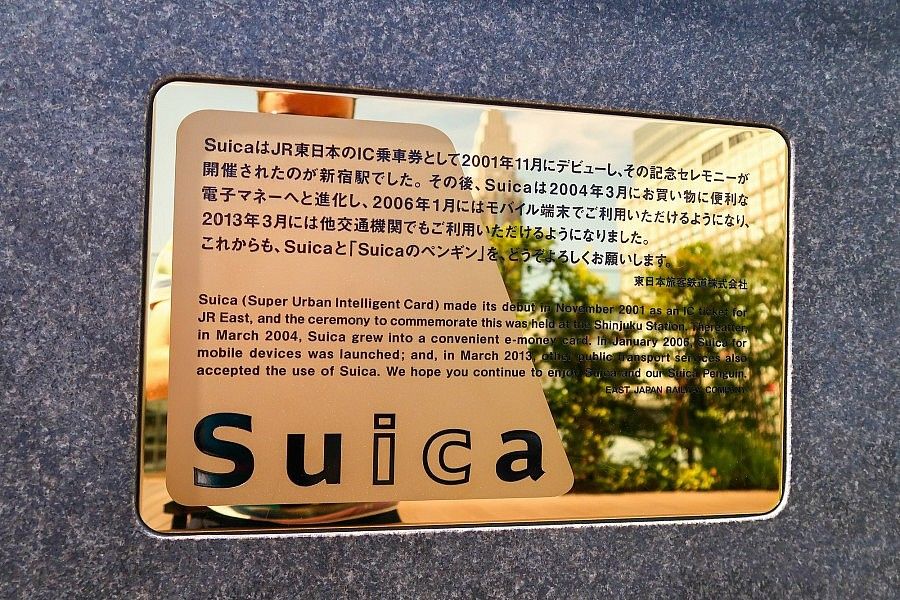 SuicaはJR東日本のIC乗車券として2001年11月にデビューし、その記念セレモニーが
開催されたのが新宿駅でした。その後、Suicaは2004年3月にお買い物に便利な
電子マネーへと進化し、2006年1月にはモバイル端末でご利用いただけるようになり、
2013年3月には他交通機関でもご利用いただけるようになりました。
これからも、Suicaと「Suicaのペンギン」を、どうぞよろしくお願いします。
東日本旅客鉄道株式会社
Suica (Super Urban Intelligent Card) made its debut in November 2001 as an IC ticket for
JR East, and the ceremony to commemorate this was held at the Shinjuku Station. Thereafter,
in March 2004, Suica grew into a convenient e-money card. In January 2006, Suica for
mobile devices was launched; and, in March 2013, other public transport services also
accepted the use of Suica. We hope you continue to enjoy Suica and our Suica Penguin.
EAST JAPAN RAILWAY COMPANY
Suica